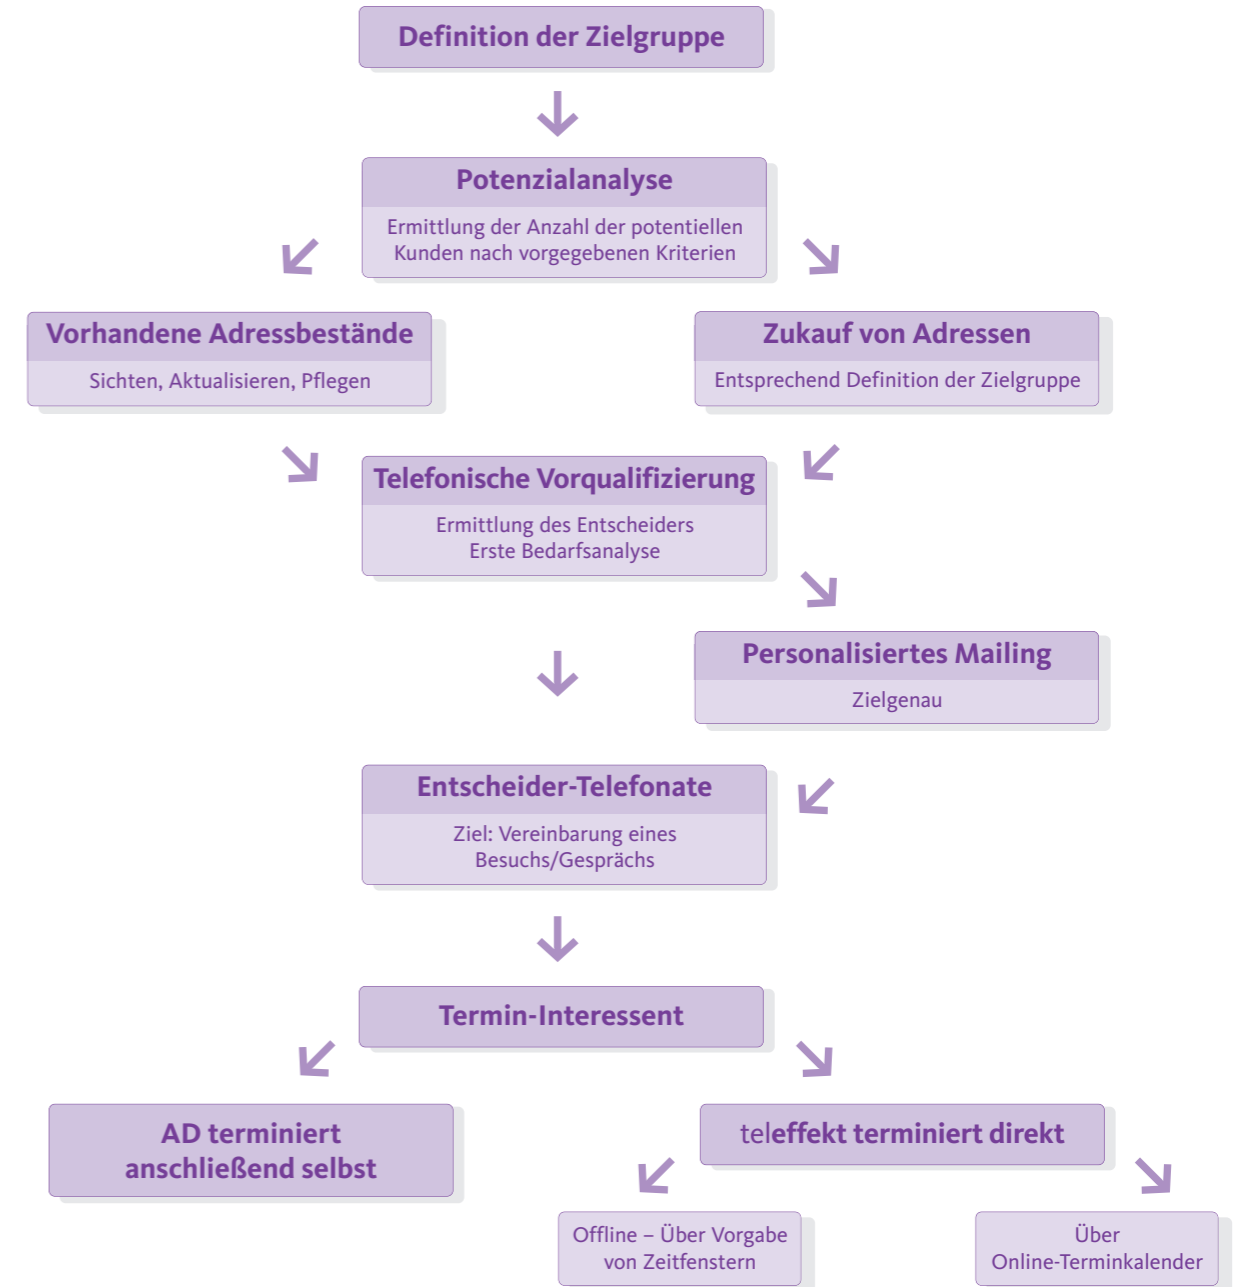 Definition der Zielgruppe
Potenzialanalyse
Ermittlung der Anzahl der potentiellen
Kunden nach vorgegebenen Kriterien
Vorhandene Adressbestände
Sichten, Aktualisieren, Pflegen
Zukauf von Adressen
Entsprechend Definition der Zielgruppe
Telefonische Vorqualifizierung
Ermittlung des Entscheiders
Erste Bedarfsanalyse
Personalisiertes Mailing
Zielgenau
Entscheider-Telefonate
Ziel: Vereinbarung eines
Besuchs/Gesprächs
Termin-Interessent
AD terminiert
anschließend selbst
teleffekt terminiert direkt
Offline – Über Vorgabe
von Zeitfenstern
Über
Online-Terminkalender